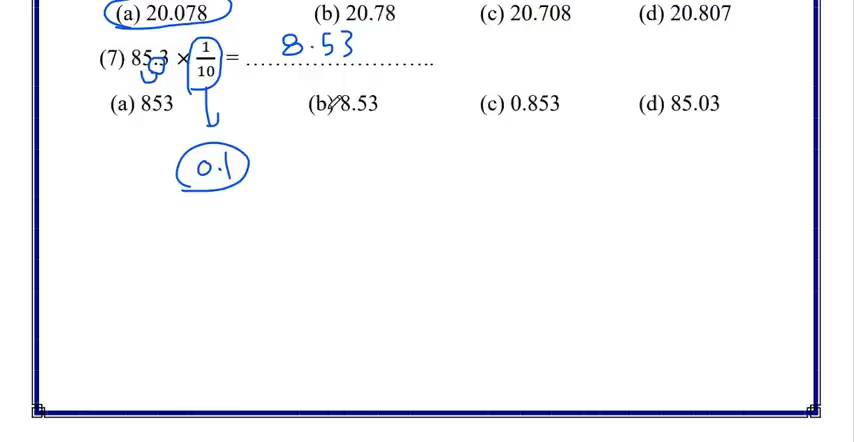 (a) 20.078 (b) 20.78 (c) 20.708 (d) 20.807
8.53
(7) 85.3 × 1/10 = ……………………..
(a) 853 (b) 8.53 (c) 0.853 (d) 85.03
0.1